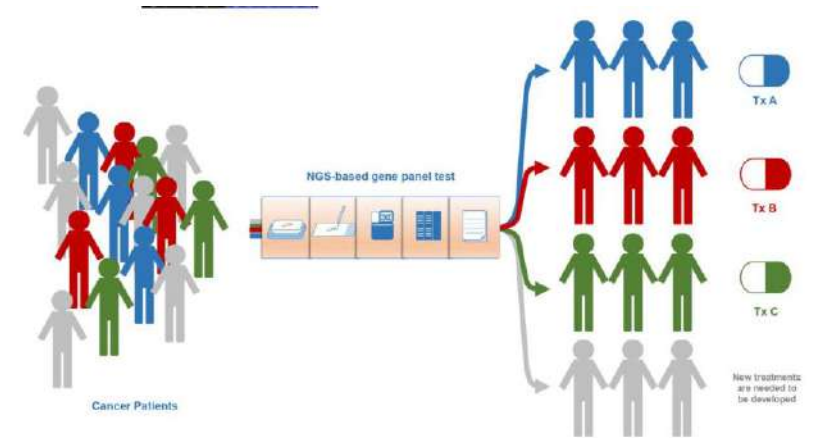 NGS-based gene panel test
Tx A
Tx B
Tx C
Cancer Patients
New treatments
are needed to
be developed